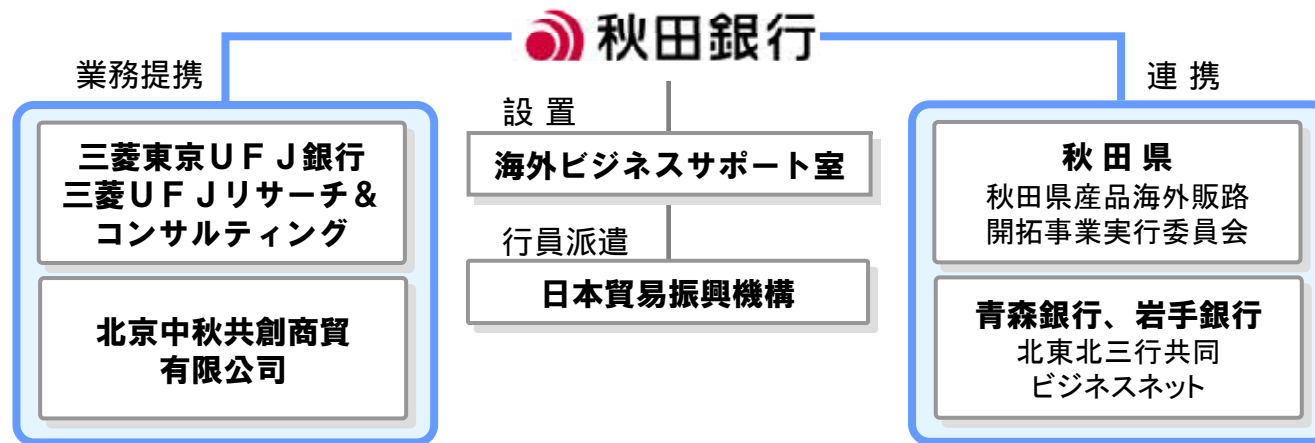 秋田銀行
業務提携
三菱東京ＵＦＪ銀行
三菱ＵＦＪリサーチ＆
コンサルティング
北京中秋共創商貿
有限公司
設 置
海外ビジネスサポート室
行員派遣
日本貿易振興機構
連 携
秋 田 県
秋田県産品海外販路
開拓事業実行委員会
青森銀行、岩手銀行
北東北三行共同
ビジネスネット